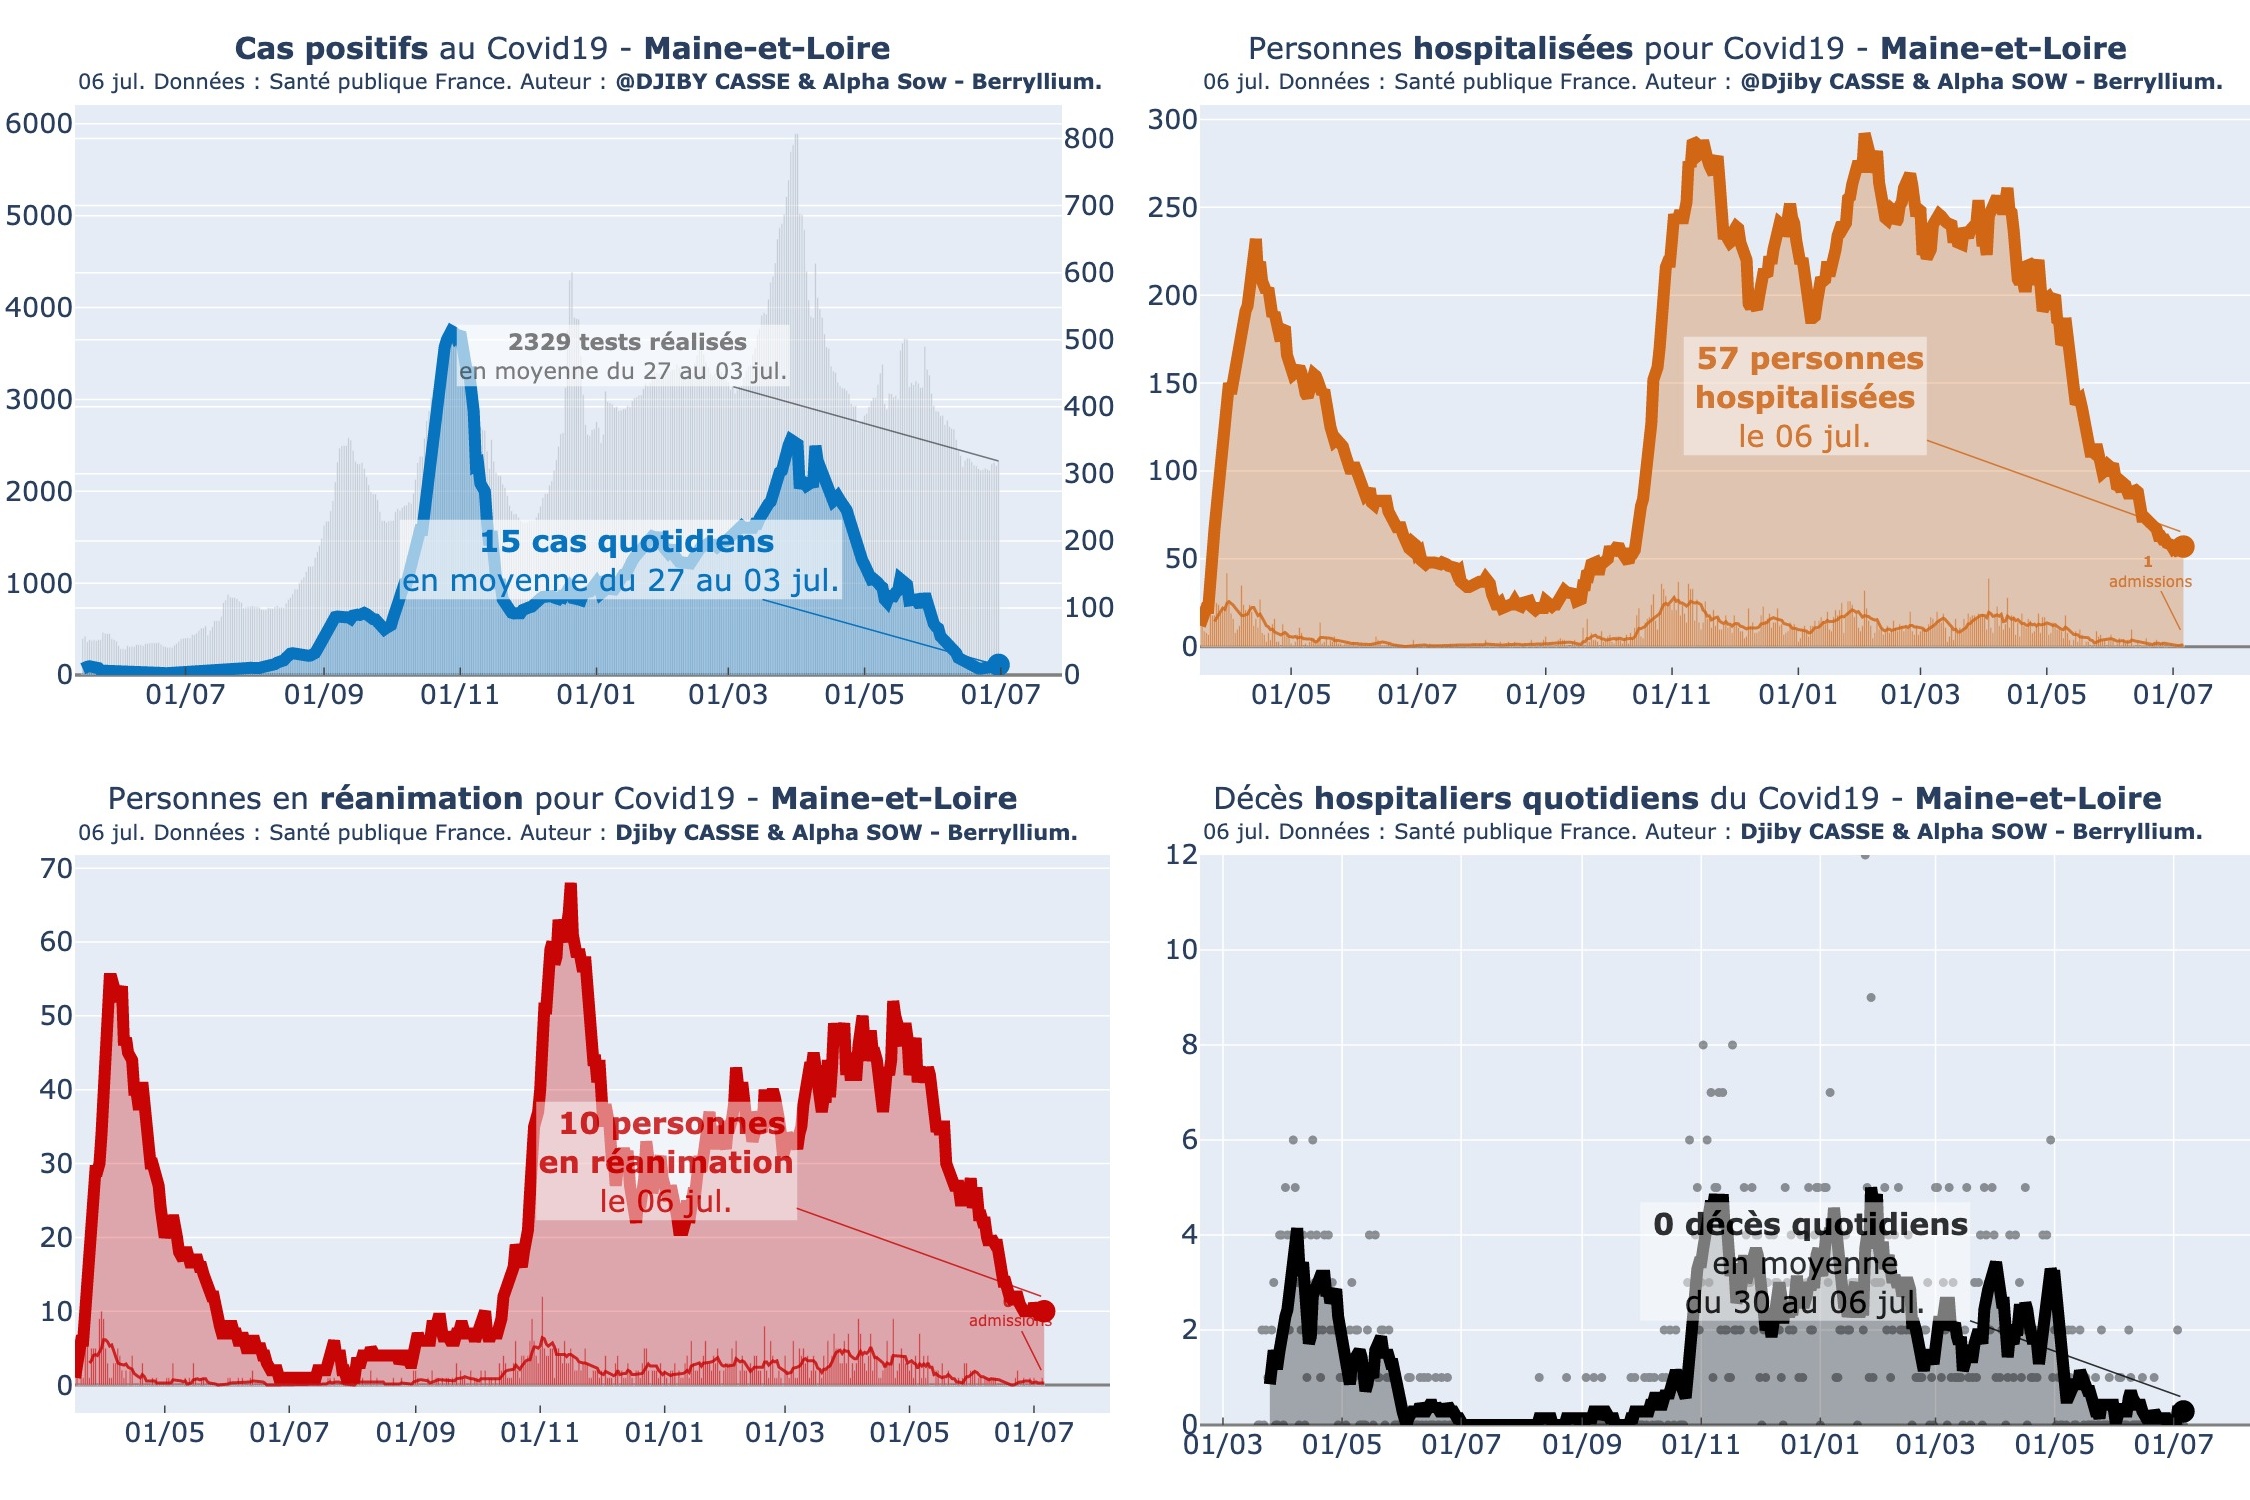 Cas positifs au Covid19 - Maine-et-Loire
06 jul. Données : Santé publique France. Auteur : @DJIBY CASSE & Alpha Sow - Berryllium.
6000
5000
4000
3000
2000
1000
0
800
700
600
500
400
300
200
100
0
2329 tests réalisés
en moyenne du 27 au 03 jul.
15 cas quotidiens
en moyenne du 27 au 03 jul.
01/07 01/09 01/11 01/01 01/03 01/05 01/07
Personnes hospitalisées pour Covid19 - Maine-et-Loire
06 jul. Données : Santé publique France. Auteur : @Djiby CASSE & Alpha SOW - Berryllium.
300
250
200
150
100
50
0
57 personnes
hospitalisées
le 06 jul.
1
admissions
01/05 01/07 01/09 01/11 01/01 01/03 01/05 01/07
Personnes en réanimation pour Covid19 - Maine-et-Loire
06 jul. Données : Santé publique France. Auteur : Djiby CASSE & Alpha SOW - Berryllium.
70
60
50
40
30
20
10
0
10 personnes
en réanimation
le 06 jul.
admissions
01/05 01/07 01/09 01/11 01/01 01/03 01/05 01/07
Décès hospitaliers quotidiens du Covid19 - Maine-et-Loire
06 jul. Données : Santé publique France. Auteur : Djiby CASSE & Alpha SOW - Berryllium.
12
10
8
6
4
2
0
0 décès quotidiens
en moyenne
du 30 au 06 jul.
01/03 01/05 01/07 01/09 01/11 01/01 01/03 01/05 01/07